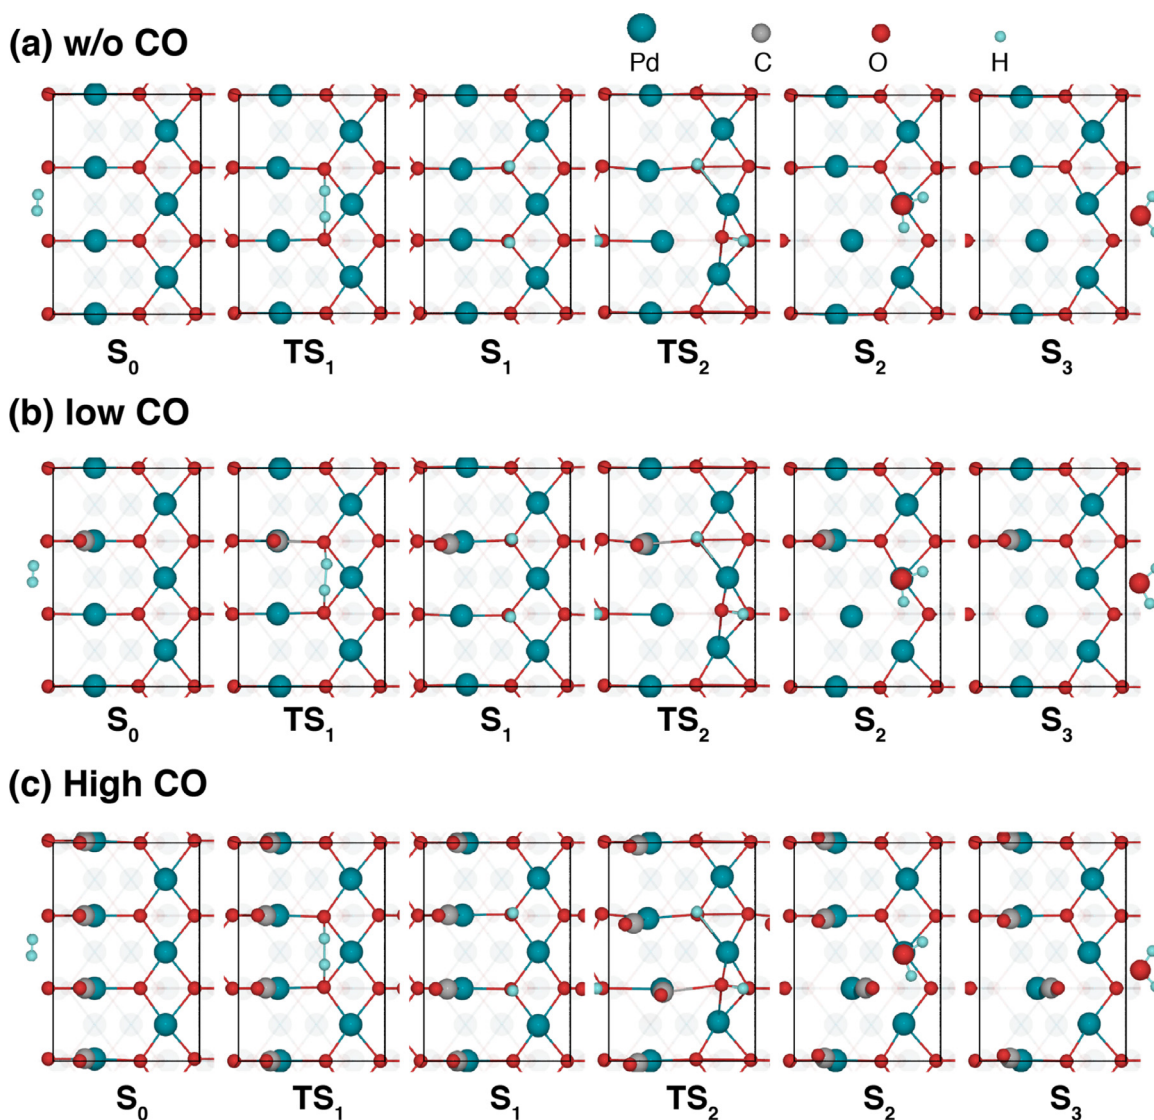 (a) w/o CO
Pd C O H
S₀ TS₁ S₁ TS₂ S₂ S₃
(b) low CO
S₀ TS₁ S₁ TS₂ S₂ S₃
(c) High CO
S₀ TS₁ S₁ TS₂ S₂ S₃